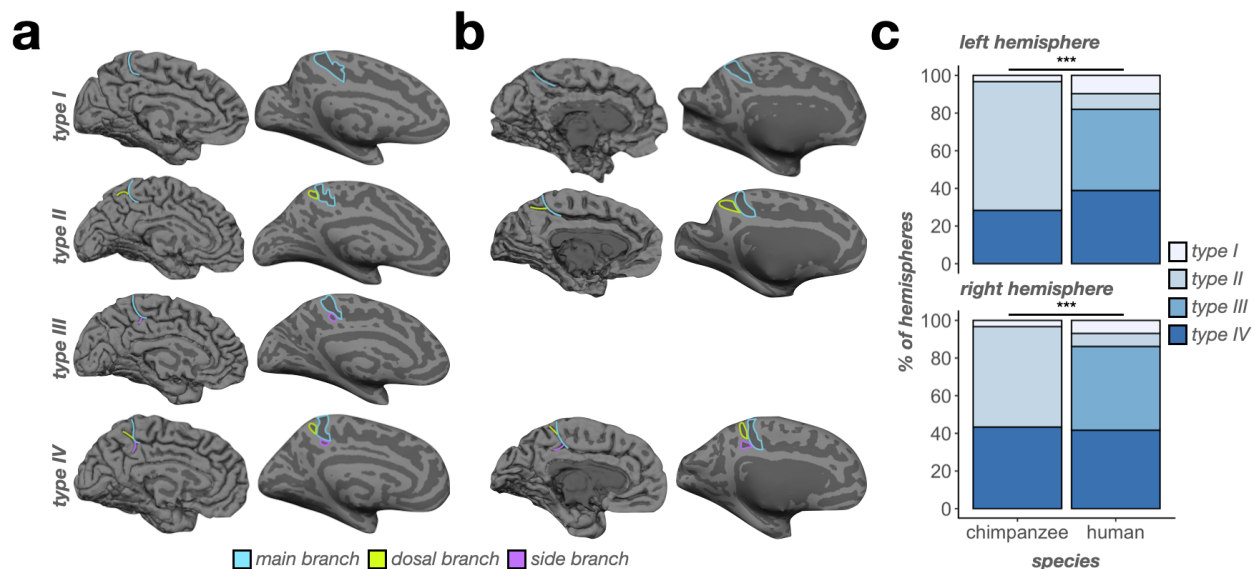 a
b
c
type I
type II
type III
type IV
main branch
dosal branch
side branch
left hemisphere
***
100
80
60
40
20
0
right hemisphere
***
100
80
60
40
20
0
% of hemispheres
chimpanzee
human
species
type I
type II
type III
type IV